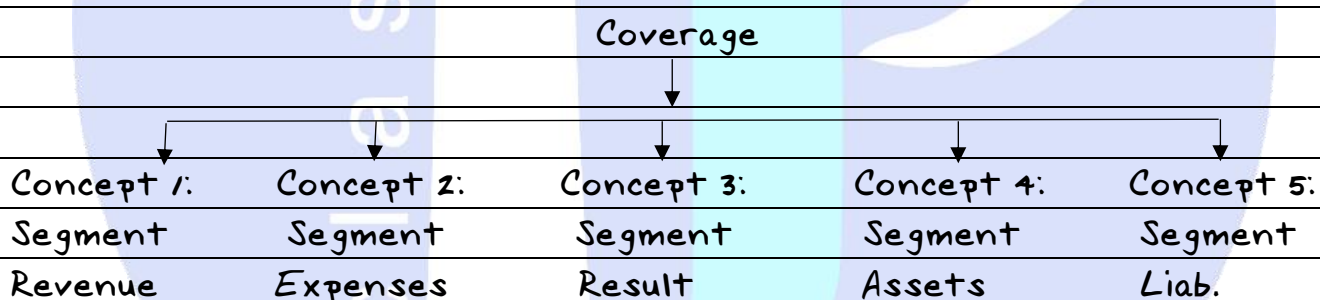 Coverage
Concept 1: Concept 2: Concept 3: Concept 4: Concept 5:
Segment Segment Segment Segment Segment
Revenue Expenses Result Assets Liab.
l a s